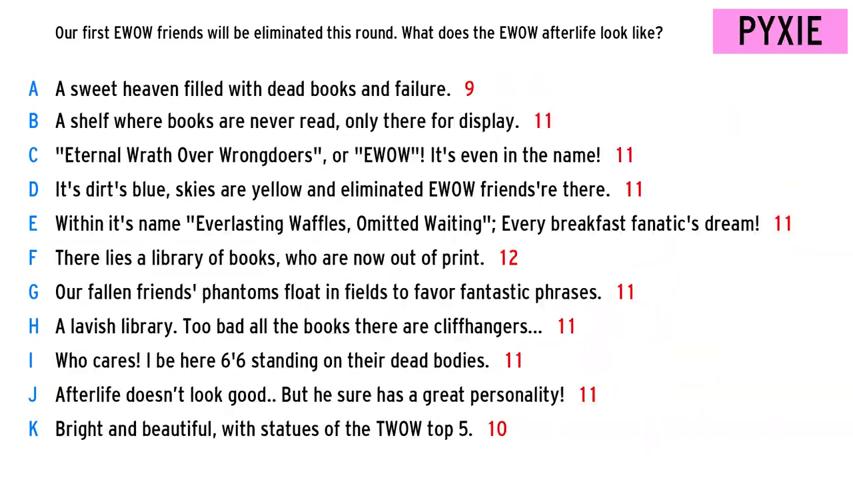 Our first EWOW friends will be eliminated this round. What does the EWOW afterlife look like?
PYXIE
A A sweet heaven filled with dead books and failure. 9
B A shelf where books are never read, only there for display. 11
C "Eternal Wrath Over Wrongdoers", or "EWOW"! It's even in the name! 11
D It's dirt's blue, skies are yellow and eliminated EWOW friends're there. 11
E Within it's name "Everlasting Waffles, Omitted Waiting"; Every breakfast fanatic's dream! 11
F There lies a library of books, who are now out of print. 12
G Our fallen friends' phantoms float in fields to favor fantastic phrases. 11
H A lavish library. Too bad all the books there are cliffhangers... 11
I Who cares! I be here 6'6 standing on their dead bodies. 11
J Afterlife doesn’t look good.. But he sure has a great personality! 11
K Bright and beautiful, with statues of the TWOW top 5. 10